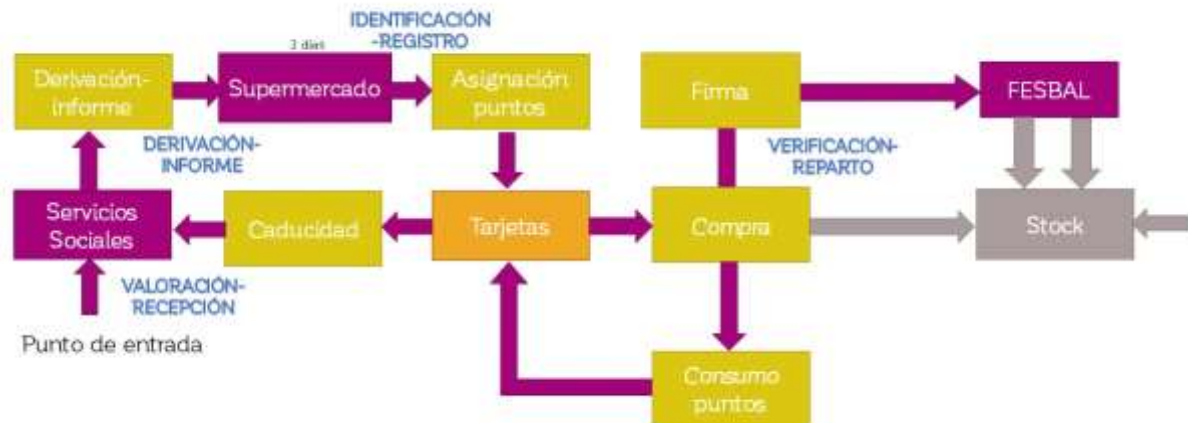 IDENTIFICACIÓN
-REGISTRO
Derivación-
informe
Supermercado
Asignación
puntos
Firma
FESBAL
DERIVACIÓN-
INFORME
VERIFICACIÓN-
REPARTO
Servicios
Sociales
Caducidad
Tarjetas
Compra
Stock
VALORACIÓN-
RECEPCIÓN
Punto de entrada
Consumo
puntos